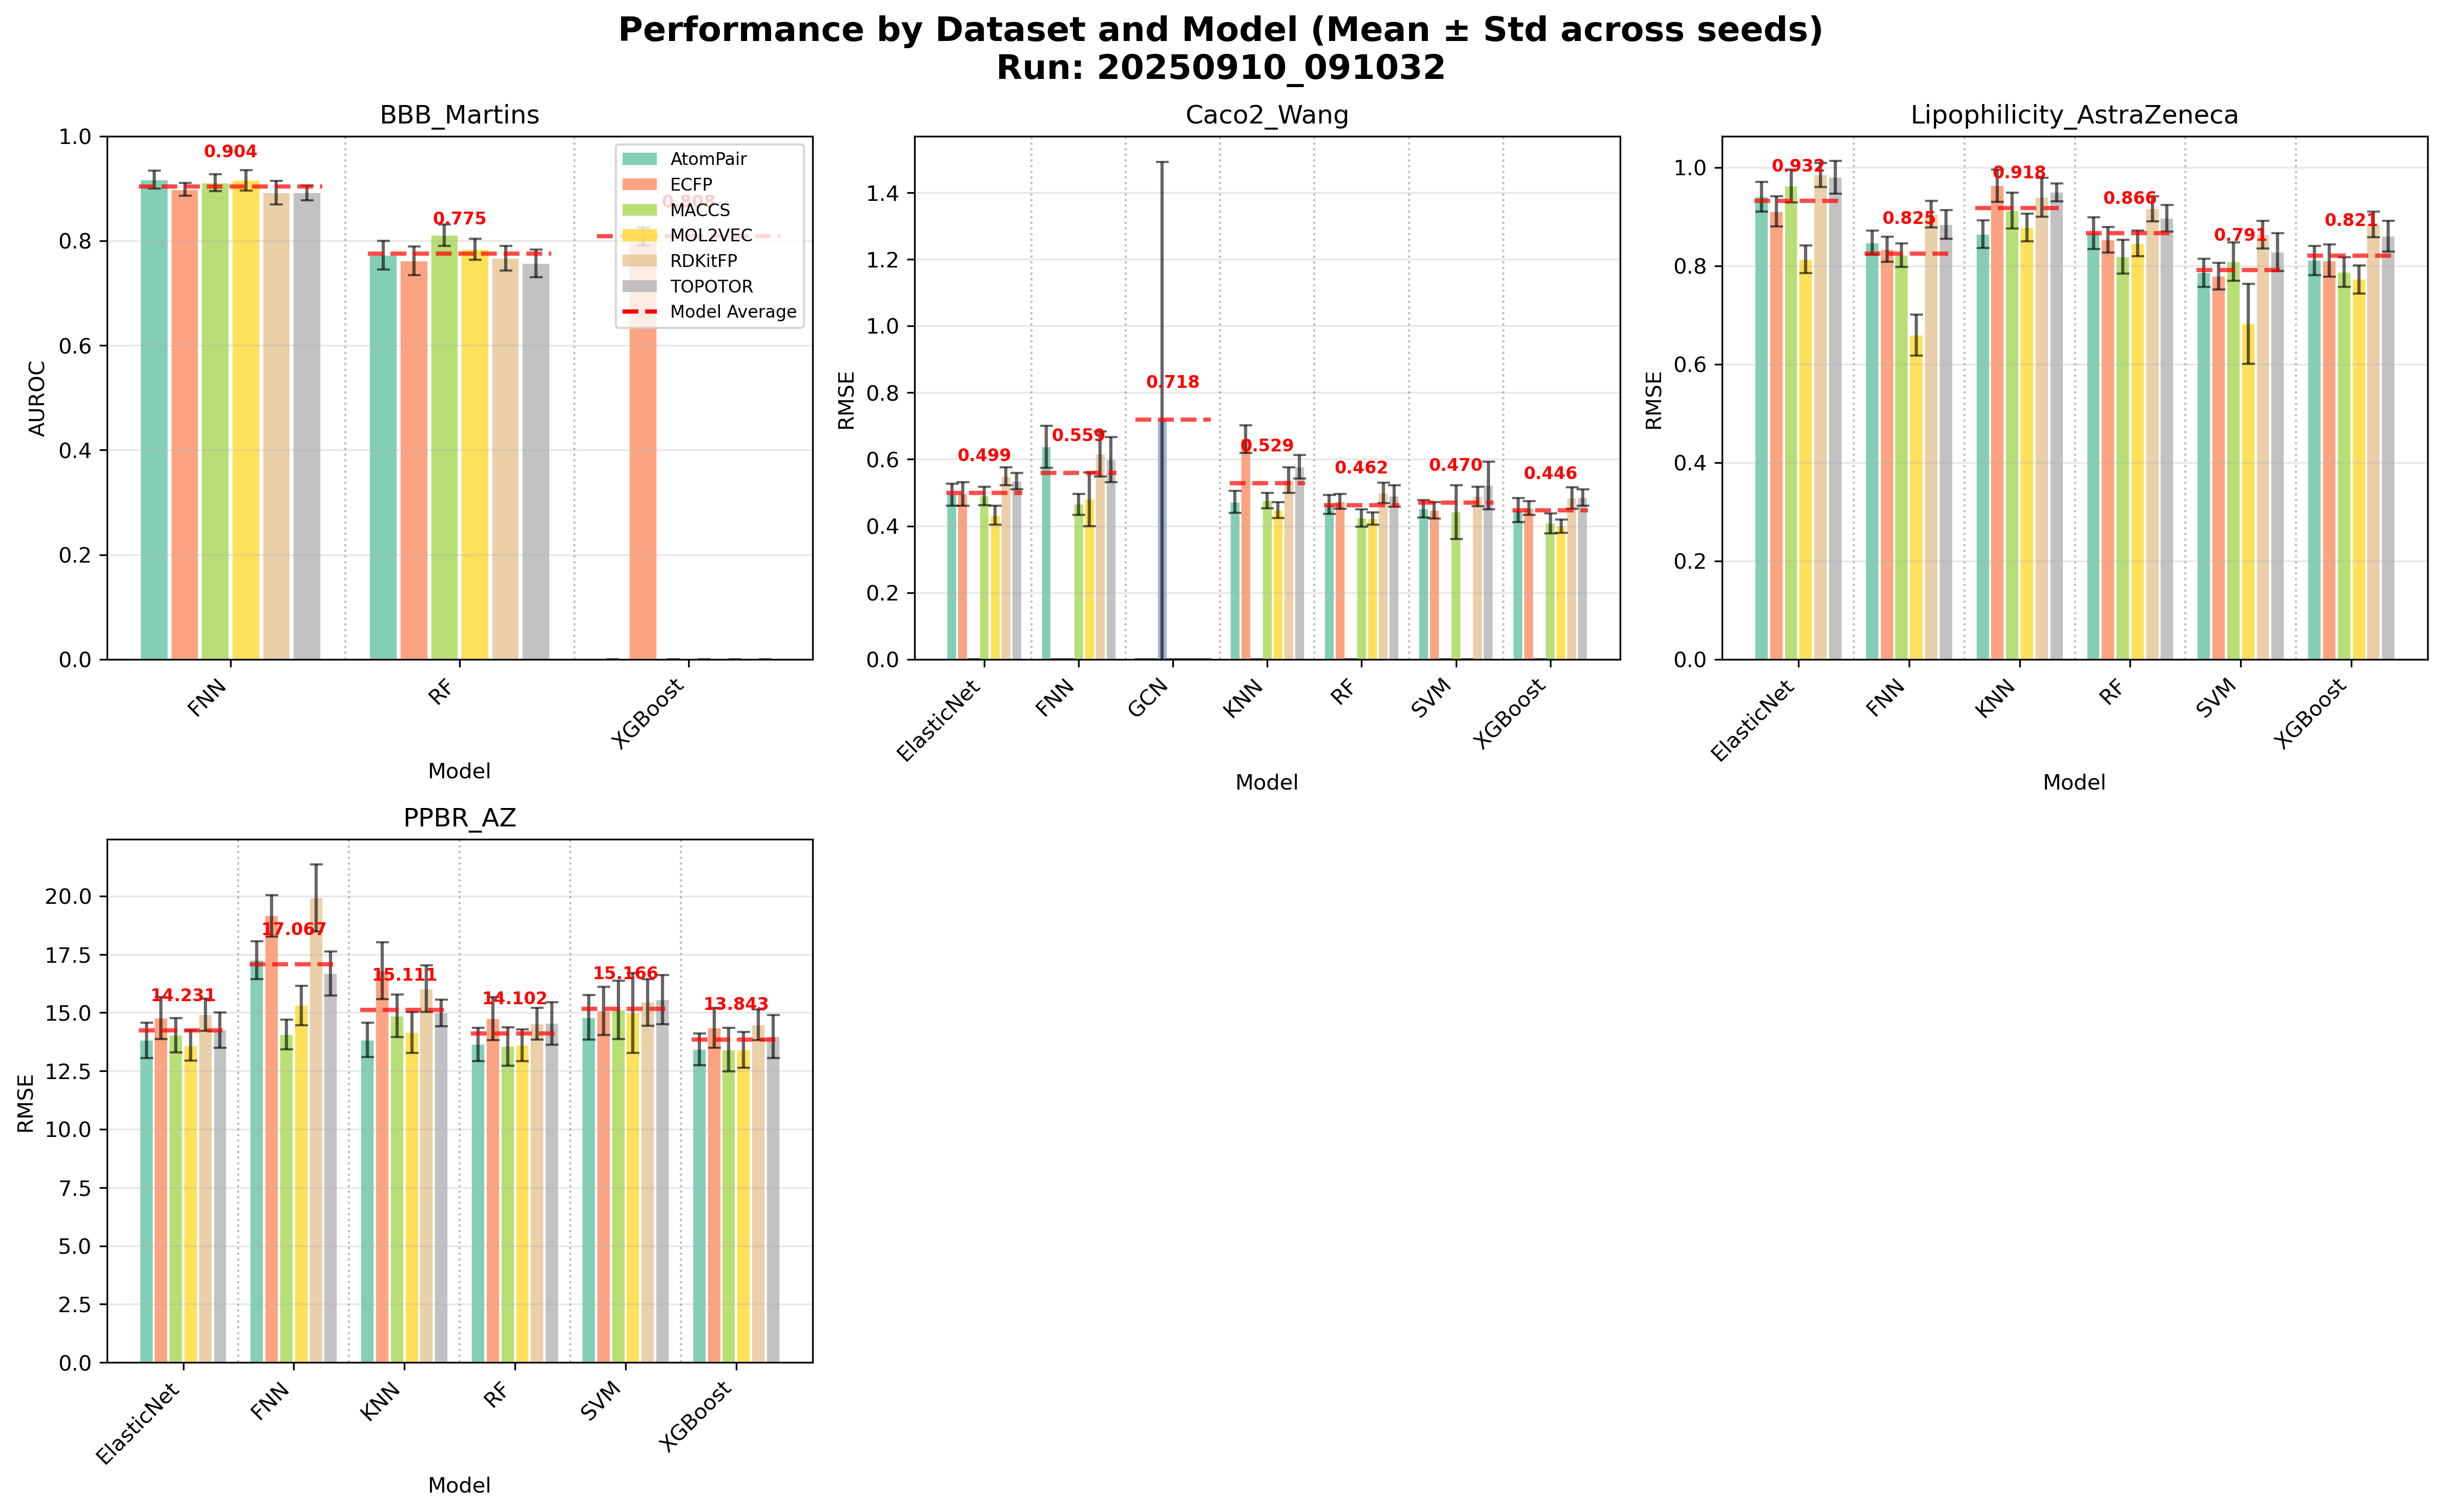 Performance by Dataset and Model (Mean ± Std across seeds)
Run: 20250910_091032
BBB_Martins
AUROC
1.0
0.8
0.6
0.4
0.2
0.0
0.904
0.775
0.808
AtomPair
ECFP
MACCS
MOL2VEC
RDKitFP
TOPOTOR
Model Average
FNN
RF
XGBoost
Model
Caco2_Wang
RMSE
1.4
1.2
1.0
0.8
0.6
0.4
0.2
0.0
0.499
0.559
0.718
0.529
0.462
0.470
0.446
ElasticNet
FNN
GCN
KNN
RF
SVM
XGBoost
Model
Lipophilicity_AstraZeneca
RMSE
1.0
0.8
0.6
0.4
0.2
0.0
0.932
0.825
0.918
0.866
0.791
0.821
ElasticNet
FNN
KNN
RF
SVM
XGBoost
Model
PPBR_AZ
RMSE
20.0
17.5
15.0
12.5
10.0
7.5
5.0
2.5
0.0
14.231
17.067
15.111
14.102
15.166
13.843
ElasticNet
FNN
KNN
RF
SVM
XGBoost
Model